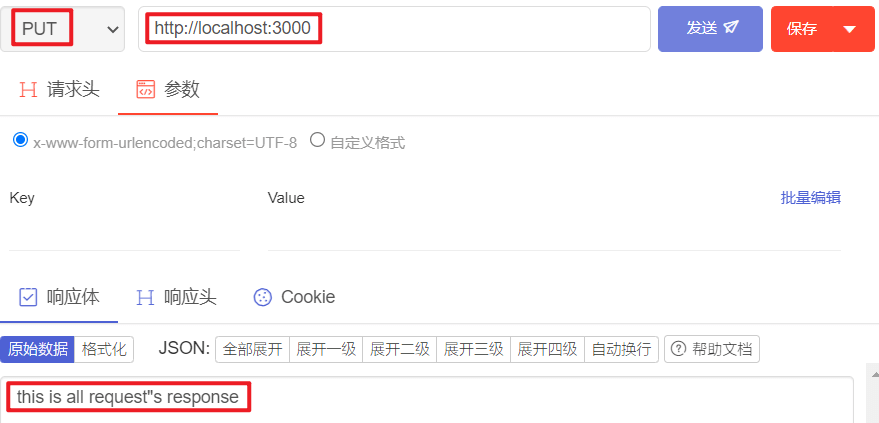 PUT http://localhost:3000 发送 保存
请求头 参数
x-www-form-urlencoded;charset=UTF-8 自定义格式
Key Value 批量编辑
响应体 响应头 Cookie
原始数据 格式化 JSON: 全部展开 展开一级 展开二级 展开三级 展开四级 自动换行 帮助文档
this is all request"s response